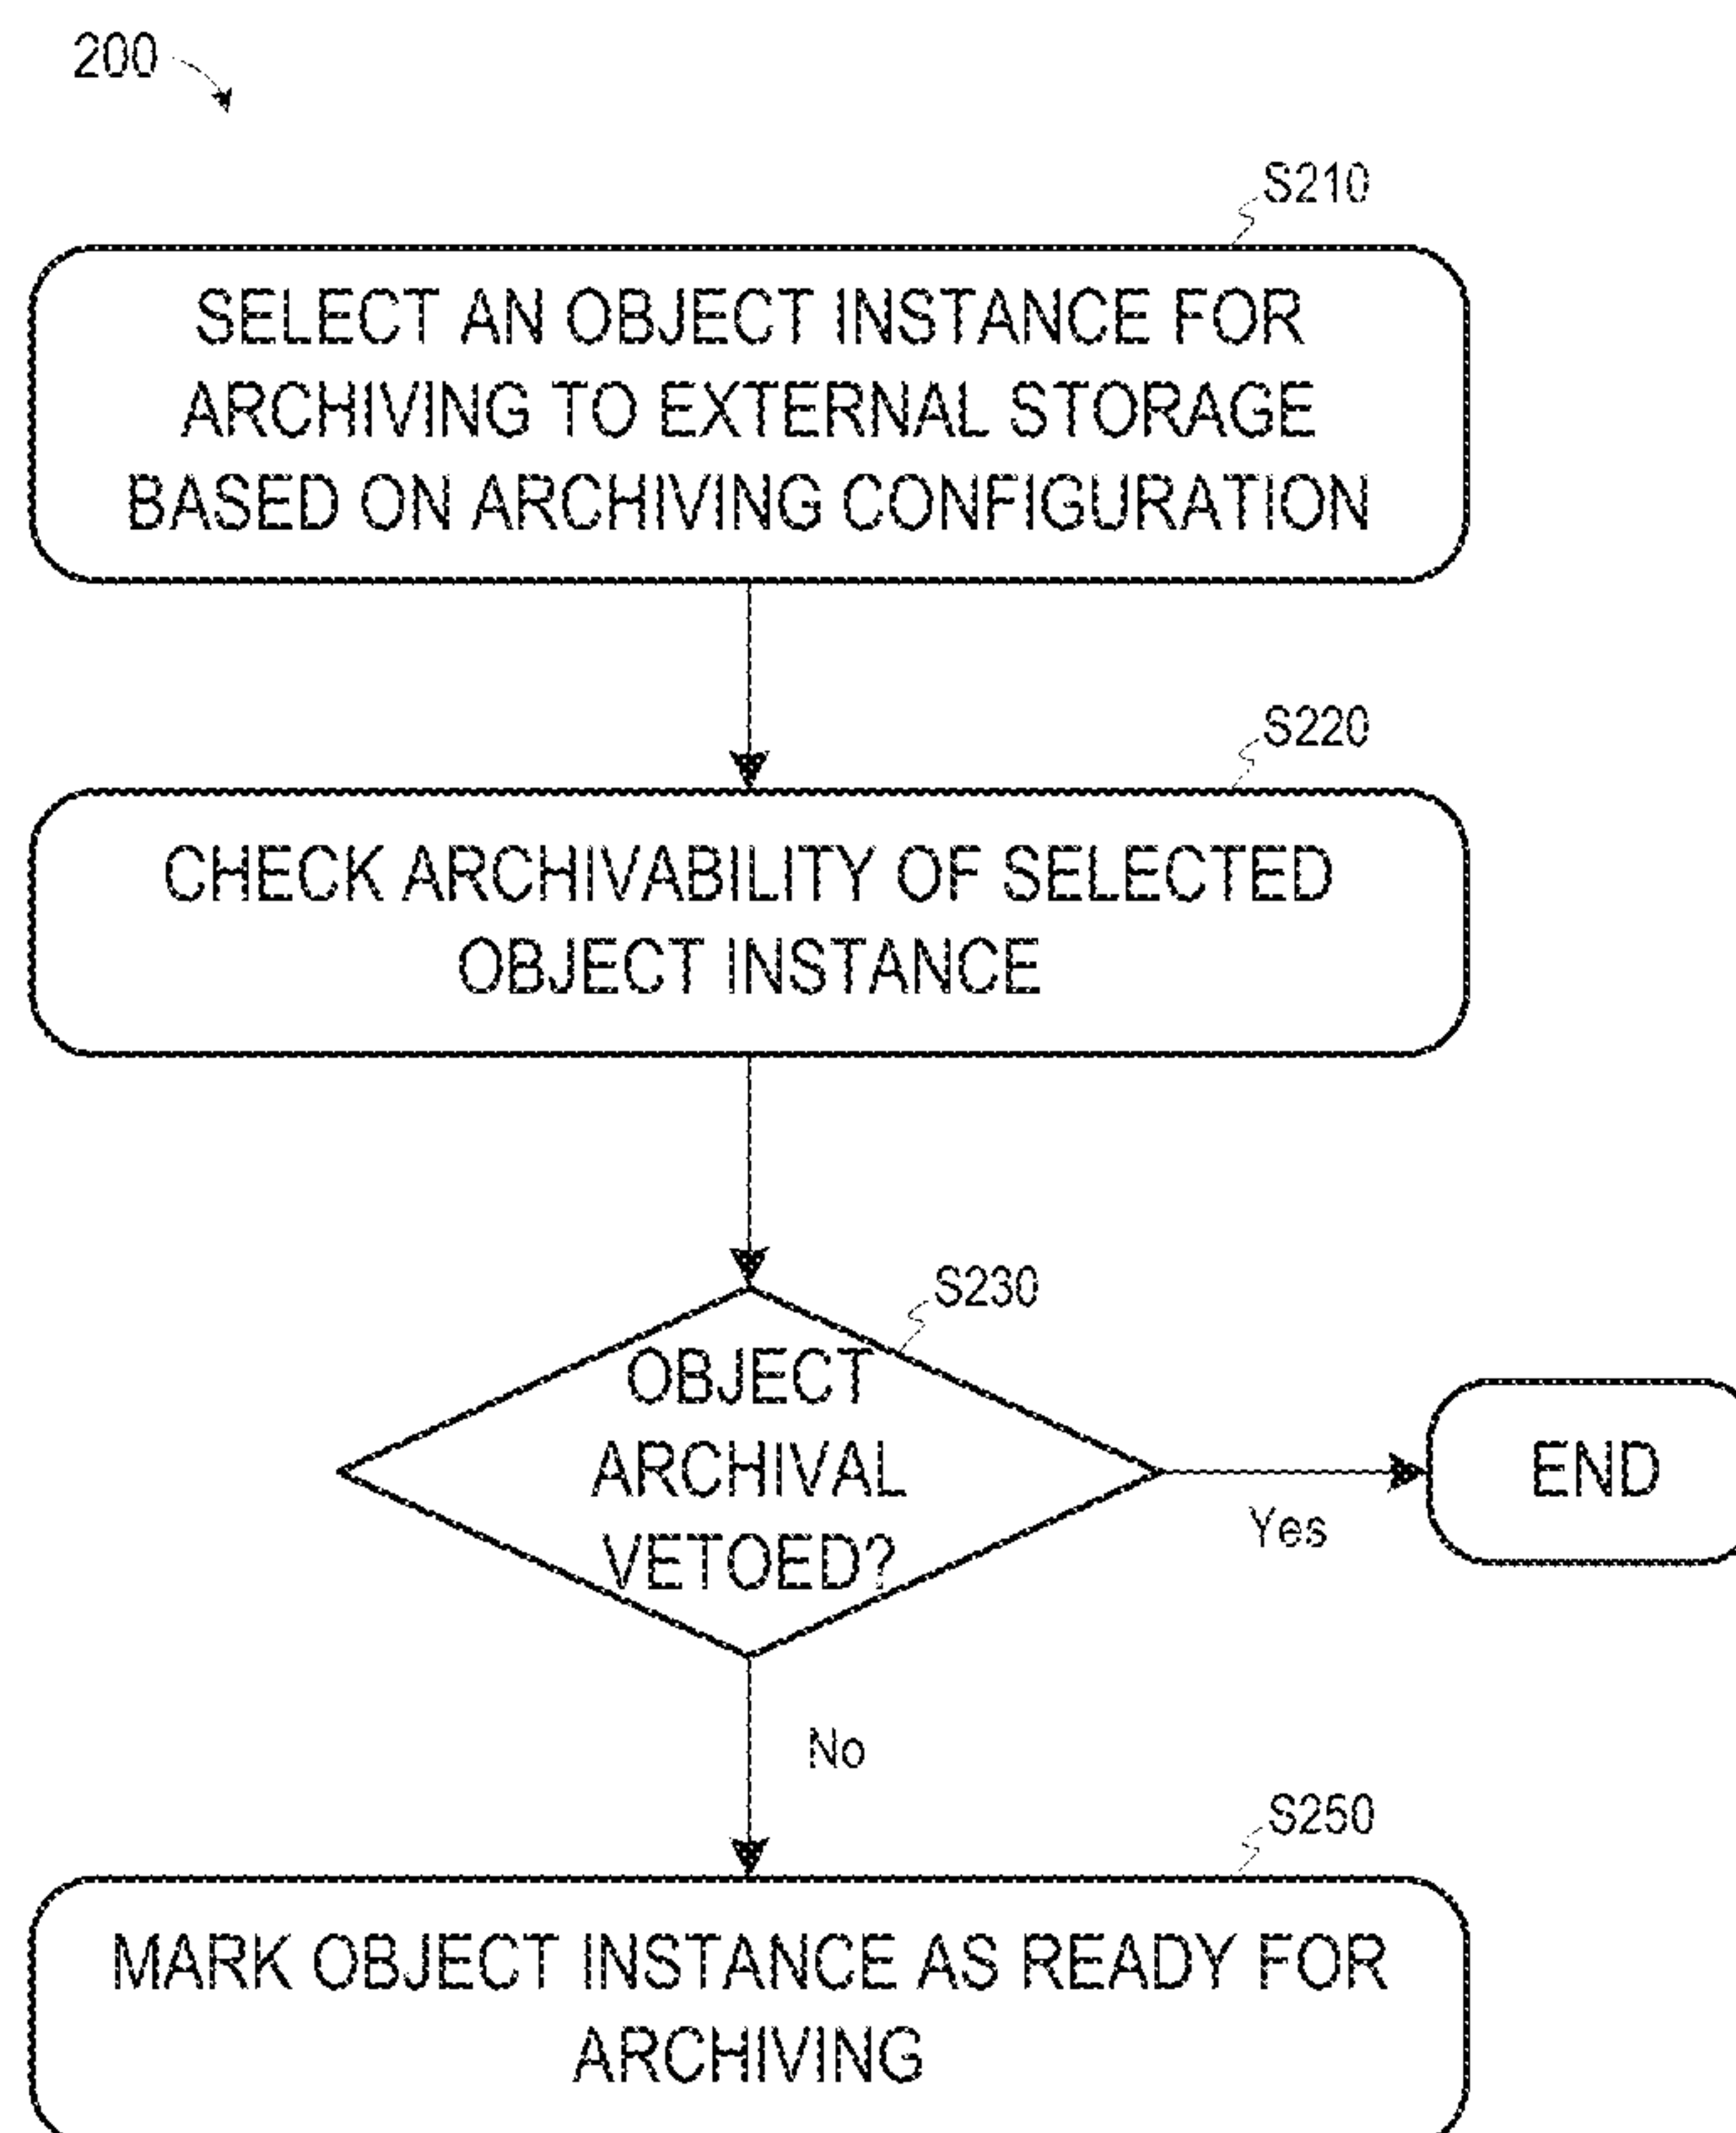 200
S210
SELECT AN OBJECT INSTANCE FOR
ARCHIVING TO EXTERNAL STORAGE
BASED ON ARCHIVING CONFIGURATION
S220
CHECK ARCHIVABILITY OF SELECTED
OBJECT INSTANCE
S230
OBJECT
ARCHIVAL
VETOED?
END
Yes
No
S250
MARK OBJECT INSTANCE AS READY FOR
ARCHIVING